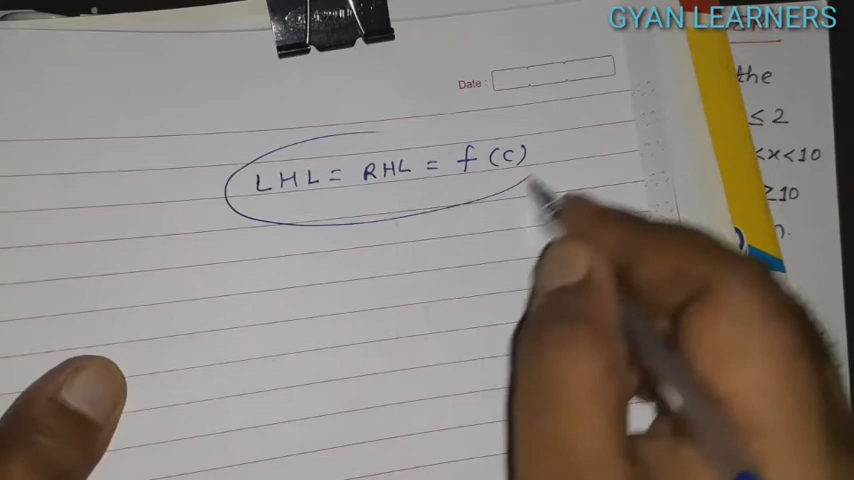 GYAN LEARNERS
Date :
the
≤ 2
LHL = RHL = f (c)
<x<10
≥10